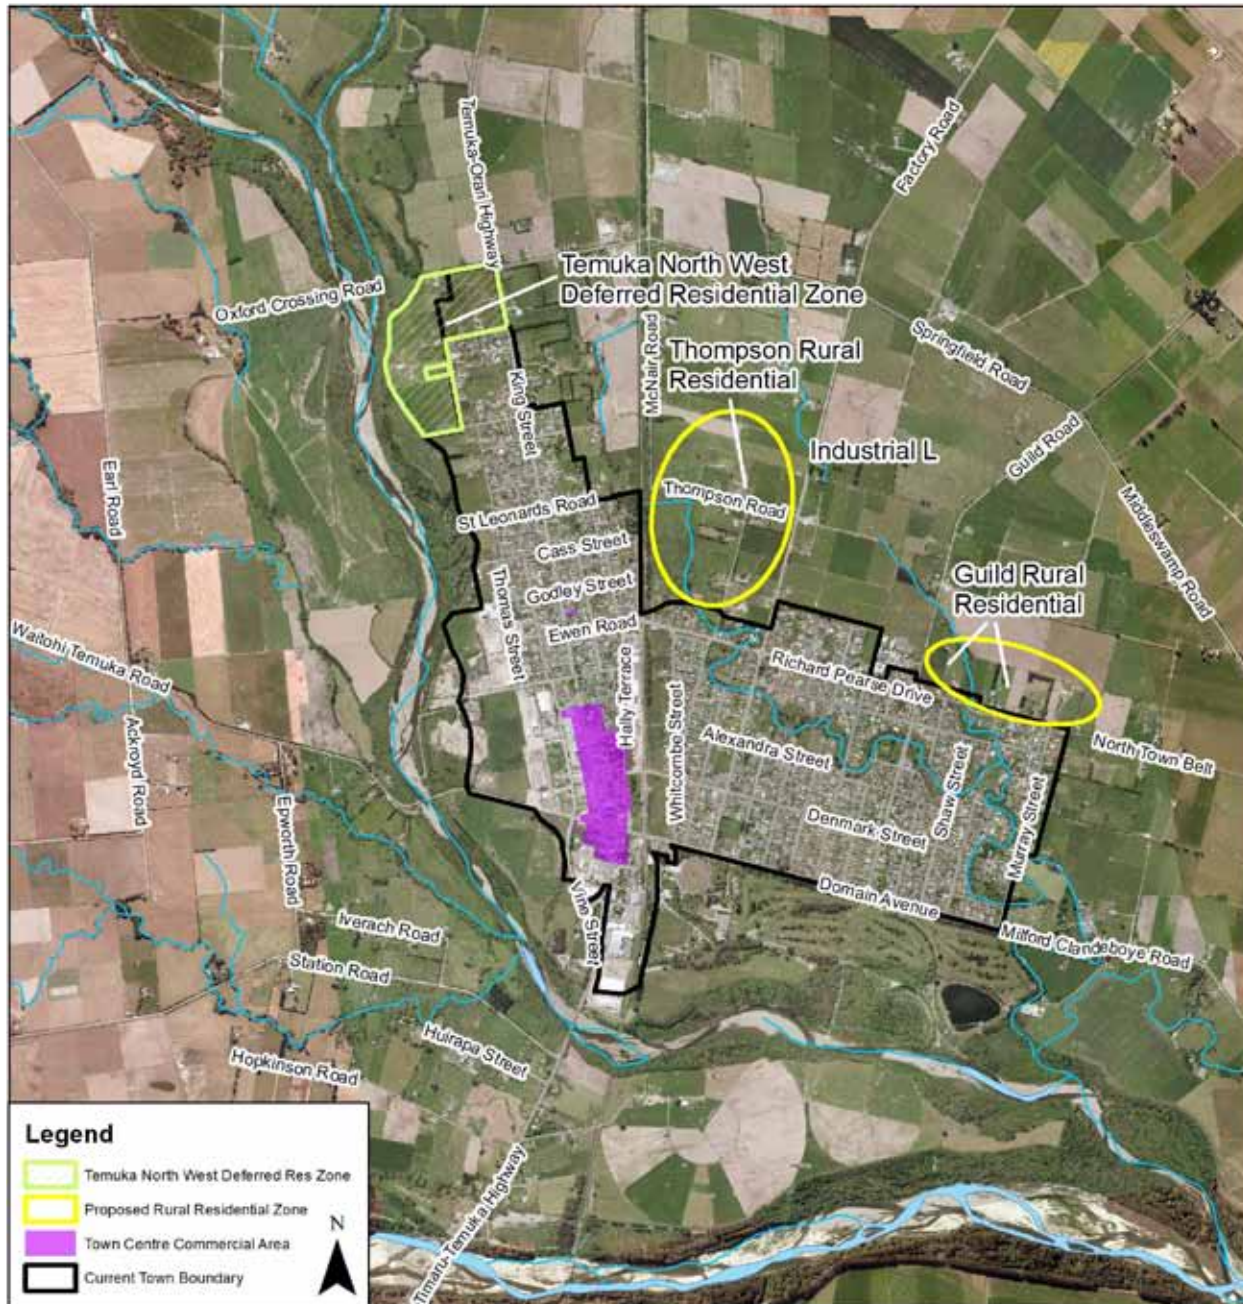 Temuka-Orari Highway
Factory Road
Oxford Crossing Road
Temuka North West
Deferred Residential Zone
McNair Road
Springfield Road
Thompson Rural
Residential
King Street
Industrial L
Guild Road
Earl Road
Thompson Road
Middleswamp Road
St Leonards Road
Cass Street
Godley Street
Guild Rural
Residential
Thomas Street
Ewen Road
Waitohi Temuka Road
Hally Terrace
Richard Pearse Drive
Ackroyd Road
Whitcombe Street
Alexandra Street
North Town Belt
Epworth Road
Shaw Street
Murray Street
Denmark Street
Domain Avenue
Vine Street
Iverach Road
Milford Clandeboye Road
Station Road
Huirapa Street
Hopkinson Road
Timaru-Temuka Highway
Legend
Temuka North West Deferred Res Zone
Proposed Rural Residential Zone
Town Centre Commercial Area
Current Town Boundary
N